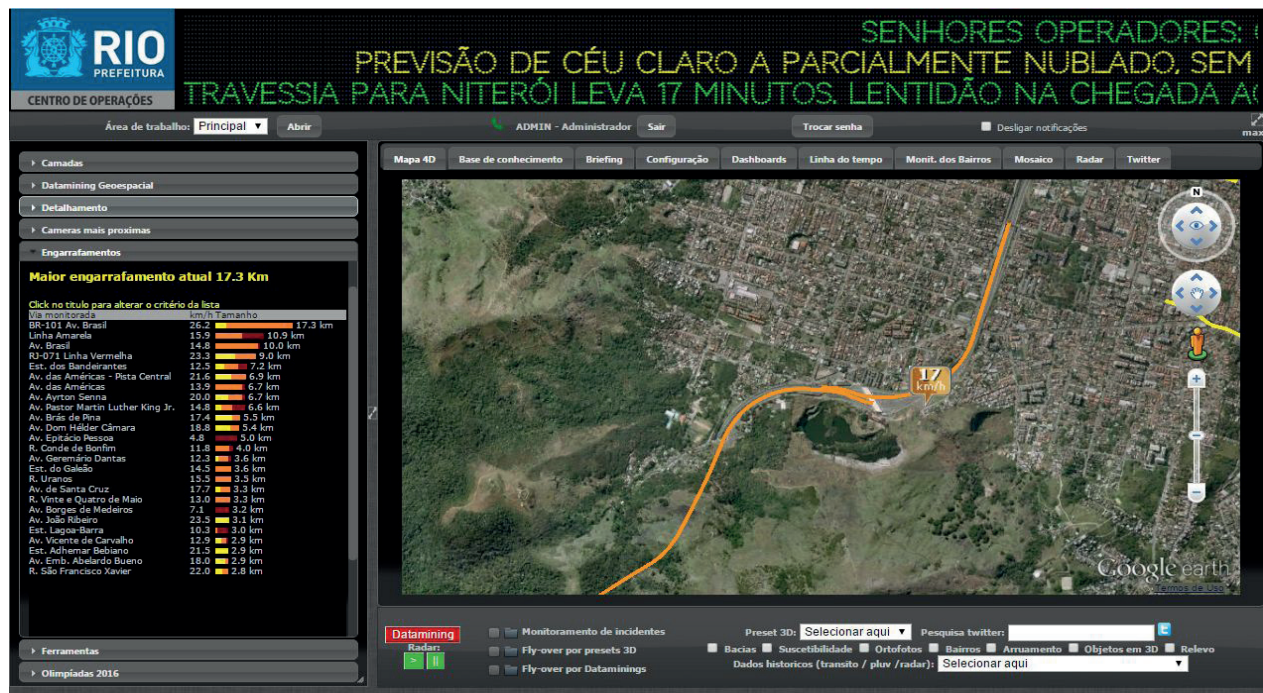 RIO
PREFEITURA
CENTRO DE OPERAÇÕES
SENHORES OPERADORES:
PREVISÃO DE CÉU CLARO A PARCIALMENTE NUBLADO, SEM
TRAVESSIA PARA NITERÓI LEVA 17 MINUTOS. LENTIDÃO NA CHEGADA
Área de trabalho: Principal Abrir ADMIN - Administrador Sair Trocar senha Desligar notificações max
Camadas
Datamining Geoespacial
Detalhamento
Cameras mais proximas
Engarrafamentos
Maior engarrafamento atual 17.3 Km
Click no titulo para alterar o critério da lista
Via monitorada km/h Tamanho
BR-101 Av. Brasil 26.2 17.3 km
Linha Amarela 15.9 10.9 km
Av. Brasil 14.8 10.0 km
RJ-071 Linha Vermelha 23.3 9.0 km
Est. dos Bandeirantes 12.5 7.2 km
Av. das Américas - Pista Central 21.6 6.9 km
Av. das Américas 13.9 6.7 km
Av. Ayrton Senna 20.0 6.7 km
Av. Pastor Martin Luther King Jr. 14.8 6.6 km
Av. Brás de Pina 17.4 5.5 km
Av. Dom Hélder Câmara 18.8 5.4 km
Av. Epitácio Pessoa 4.8 5.0 km
R. Conde de Bonfim 11.8 4.0 km
Av. Geremário Dantas 12.3 3.6 km
Est. do Galeão 14.5 3.6 km
R. Uranos 15.5 3.5 km
Av. de Santa Cruz 17.7 3.3 km
R. Vinte e Quatro de Maio 13.0 3.3 km
Av. Borges de Medeiros 7.1 3.2 km
Av. João Ribeiro 23.5 3.1 km
Est. Lagoa-Barra 10.3 3.0 km
Av. Vicente de Carvalho 12.9 2.9 km
Est. Adhemar Bebiano 21.5 2.9 km
Av. Emb. Abelardo Bueno 18.0 2.9 km
R. São Francisco Xavier 22.0 2.8 km
Ferramentas
Olimpíadas 2016
Mapa 4D Base de conhecimento Briefing Configuração Dashboards Linha do tempo Monit. dos Bairros Mosaico Radar Twitter
N
17
km/h
Google earth
Termos de Uso
Datamining
Radar:
> ||
Monitoramento de incidentes
Fly-over por presets 3D
Fly-over por Dataminings
Preset 3D: Selecionar aqui Pesquisa twitter:
Bacias Suscetibilidade Ortofotos Bairros Arruamento Objetos em 3D Relevo
Dados historicos (transito / pluv /radar): Selecionar aqui